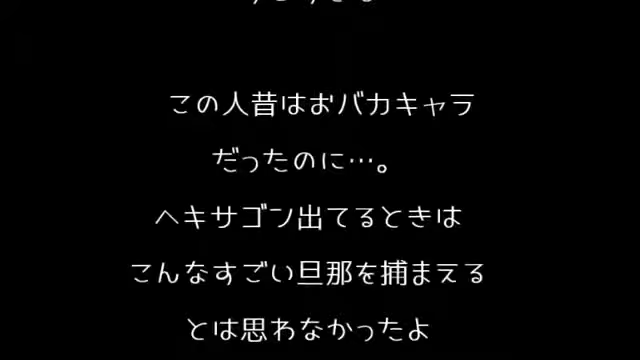 この人昔はおバカキャラ
だったのに…。
ヘキサゴン出てるときは
こんなすごい旦那を捕まえる
とは思わなかったよ